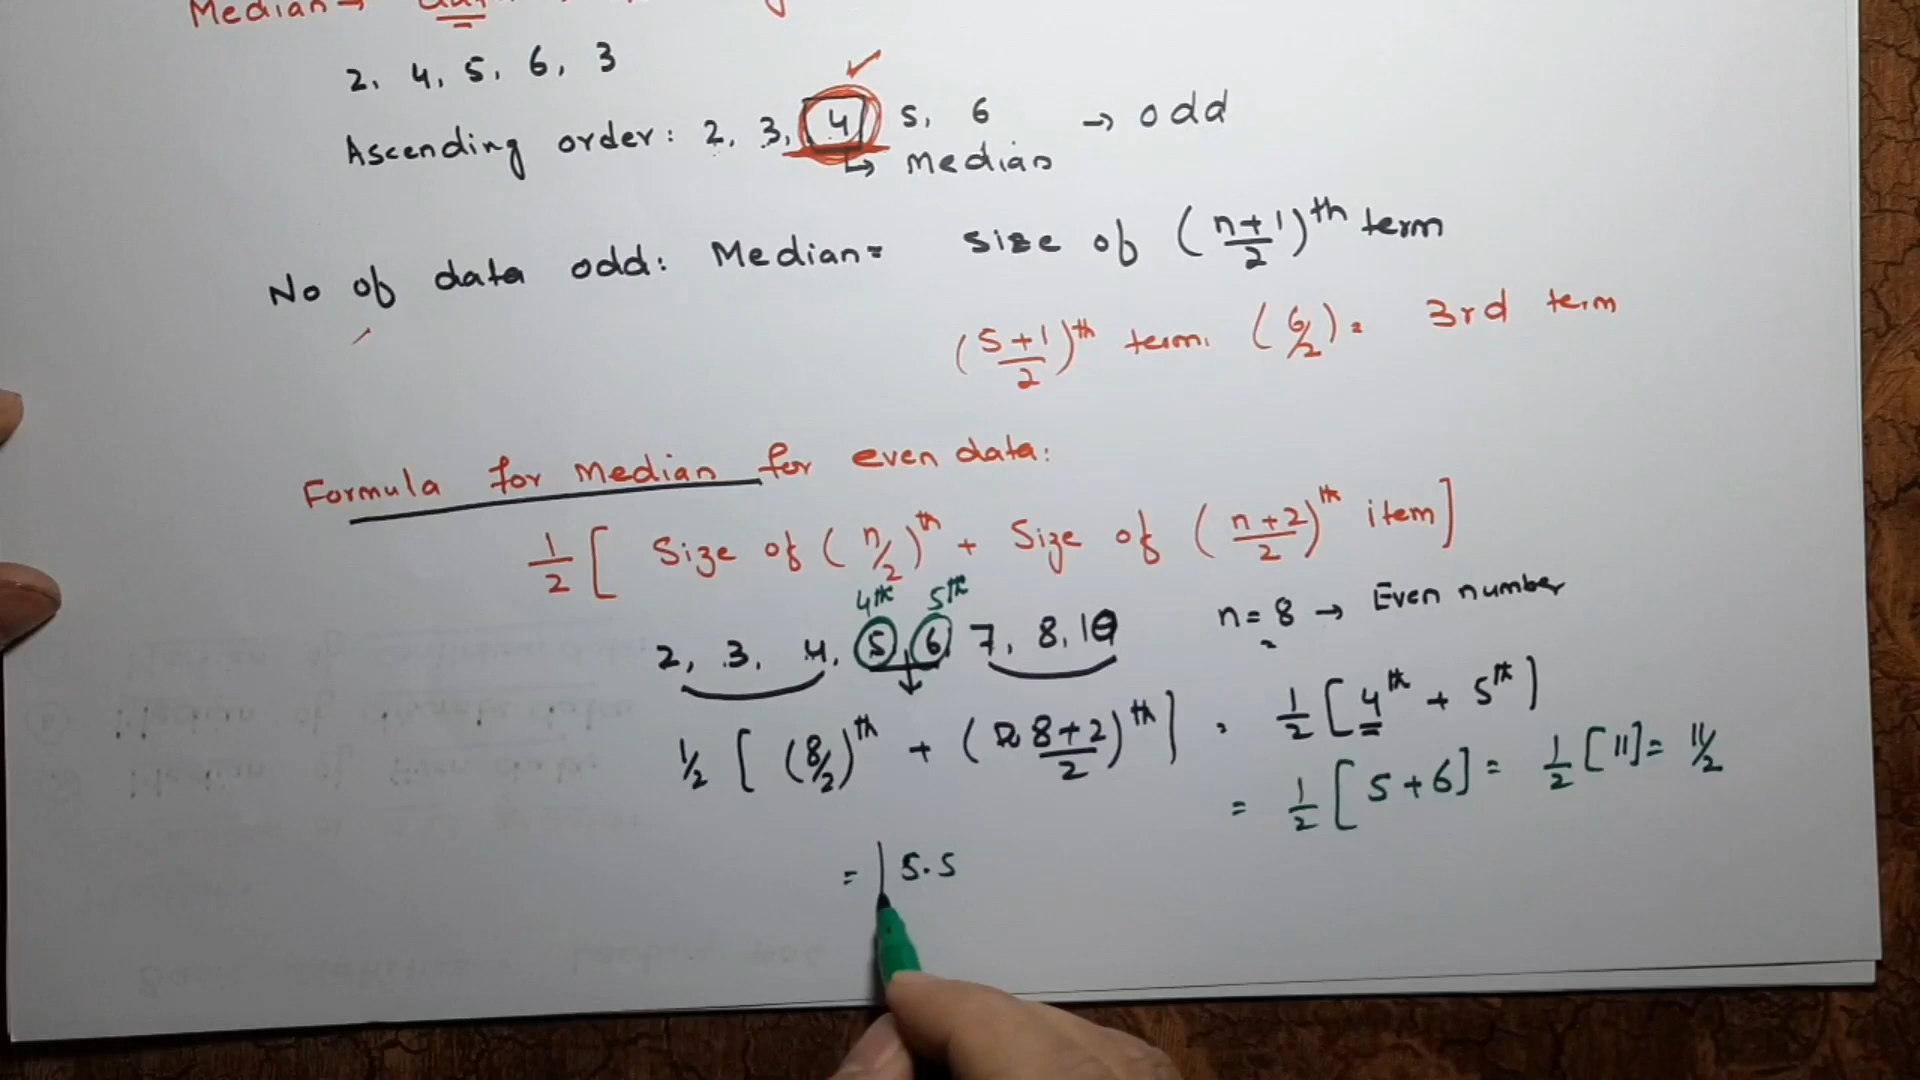 Median →
2, 4, 5, 6, 3
Ascending order: 2, 3, 4 5, 6 → odd
↳ Median
No of data odd: Median = size of (n+1/2)th term
(5+1/2)th term. (6/2) = 3rd term
Formula for Median for even data:
1/2 [ Size of (n/2)th + Size of (n+2/2)th item]
4th 5th
2, 3, 4, 5, 6 7, 8, 10 n = 8 → Even number
1/2 [ (8/2)th + (8+2/2)th ] , 1/2 [4th + 5th]
= 1/2 [5+6] = 1/2 [11] = 11/2
= 5.5